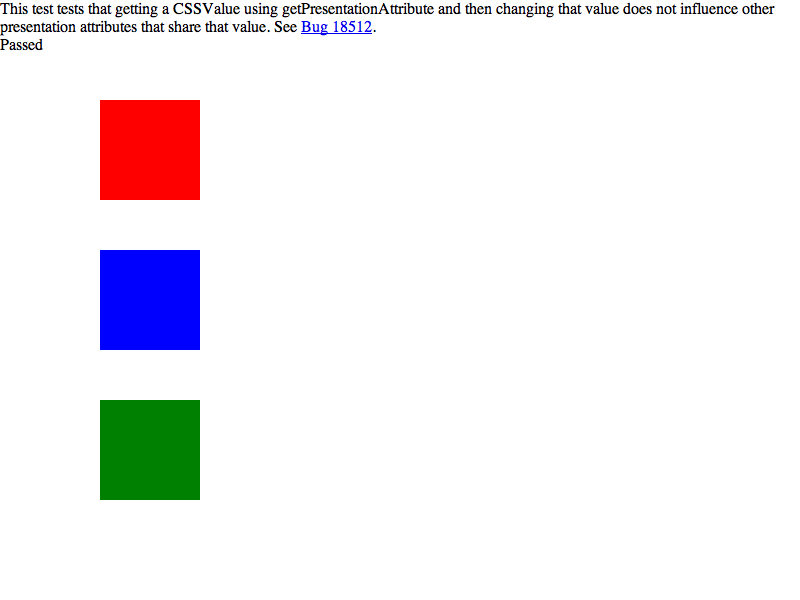 This test tests that getting a CSSValue using getPresentationAttribute and then changing that value does not influence other
presentation attributes that share that value. See Bug 18512.
Passed